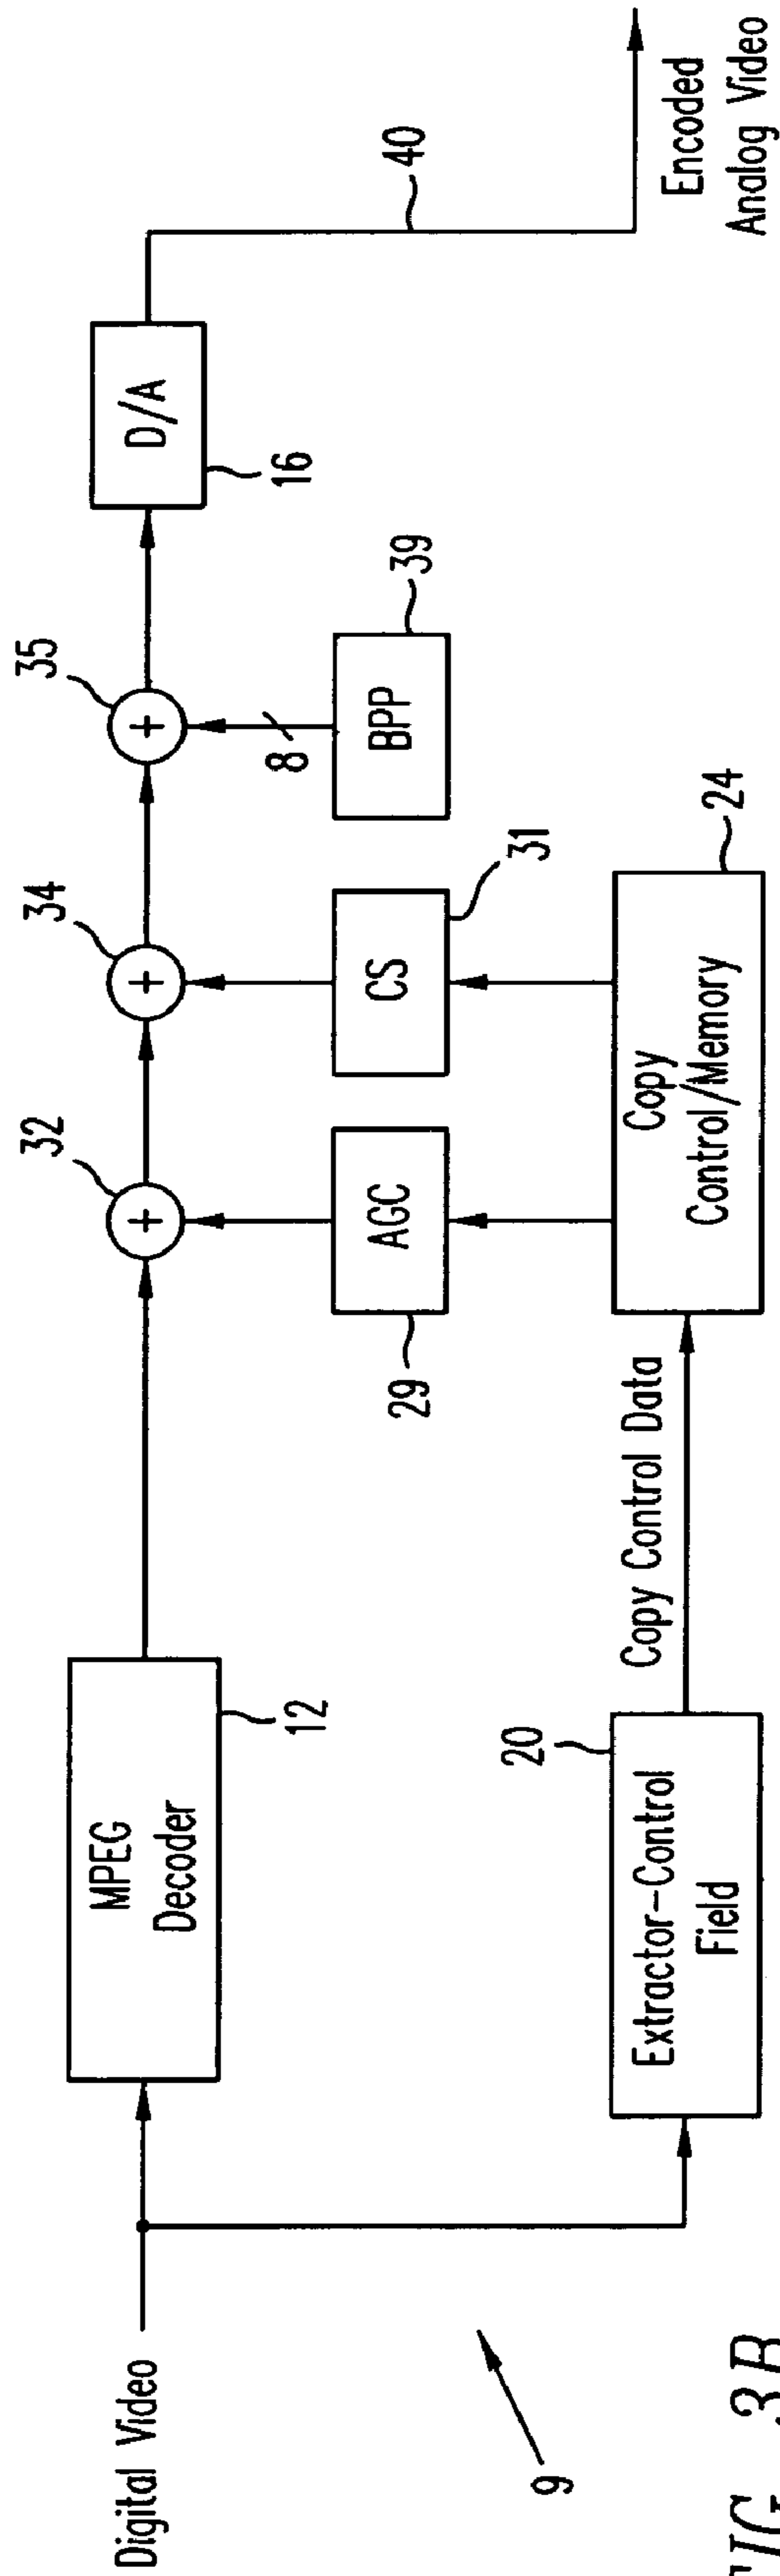 Digital Video
MPEG
Decoder
12
32
34
35
D/A
16
40
Encoded
Analog Video
AGC
29
CS
31
BPP
39
8
Extractor-Control
Field
20
Copy Control Data
Copy
Control/Memory
24
9
FIG. 3B